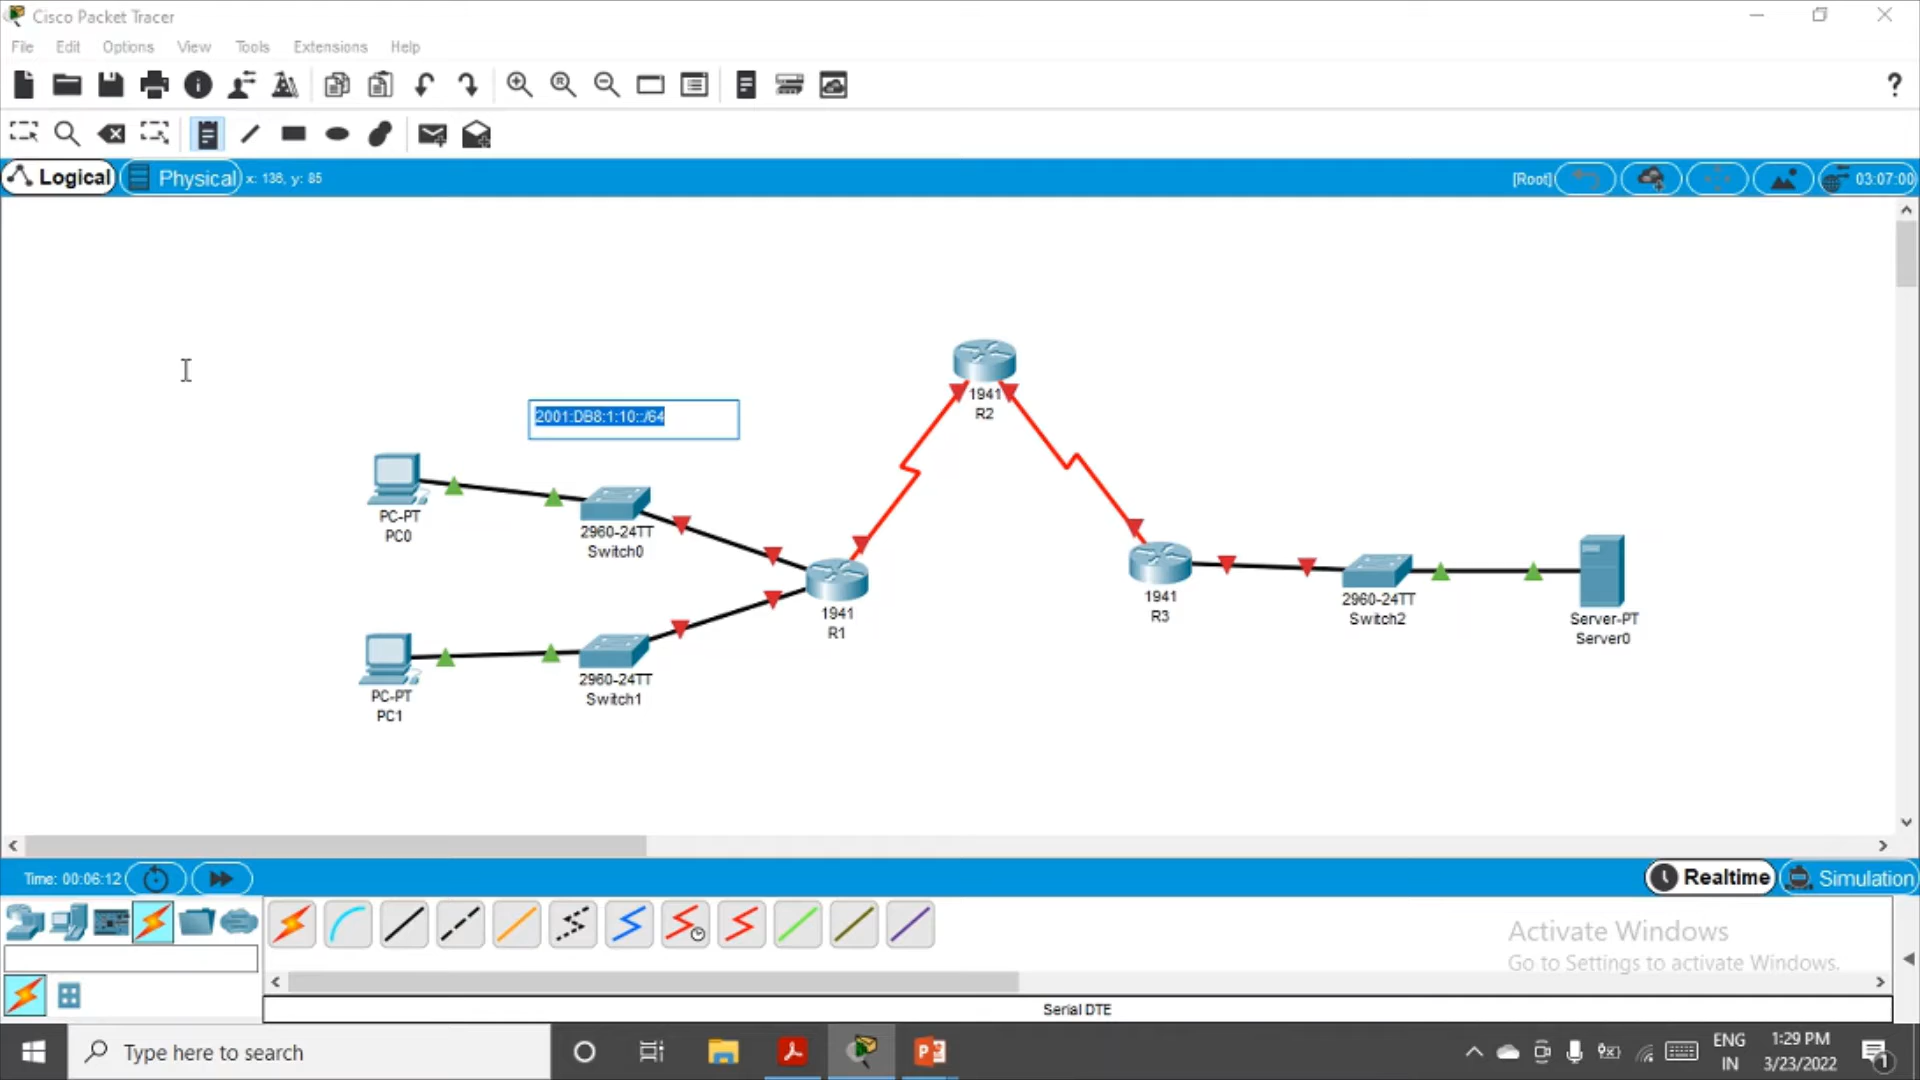 Cisco Packet Tracer
File Edit Options View Tools Extensions Help
?
Logical Physical x: 138, y: 85 [Root] 03:07:00
1941
R2
2001:DB8:1:10::/64
PC-PT
PC0
2960-24TT
Switch0
1941
R1
1941
R3
2960-24TT
Switch2
Server-PT
Server0
PC-PT
PC1
2960-24TT
Switch1
Time: 00:06:12 Realtime Simulation
Activate Windows
Go to Settings to activate Windows.
Serial DTE
Type here to search
ENG
IN
1:29 PM
3/23/2022
1